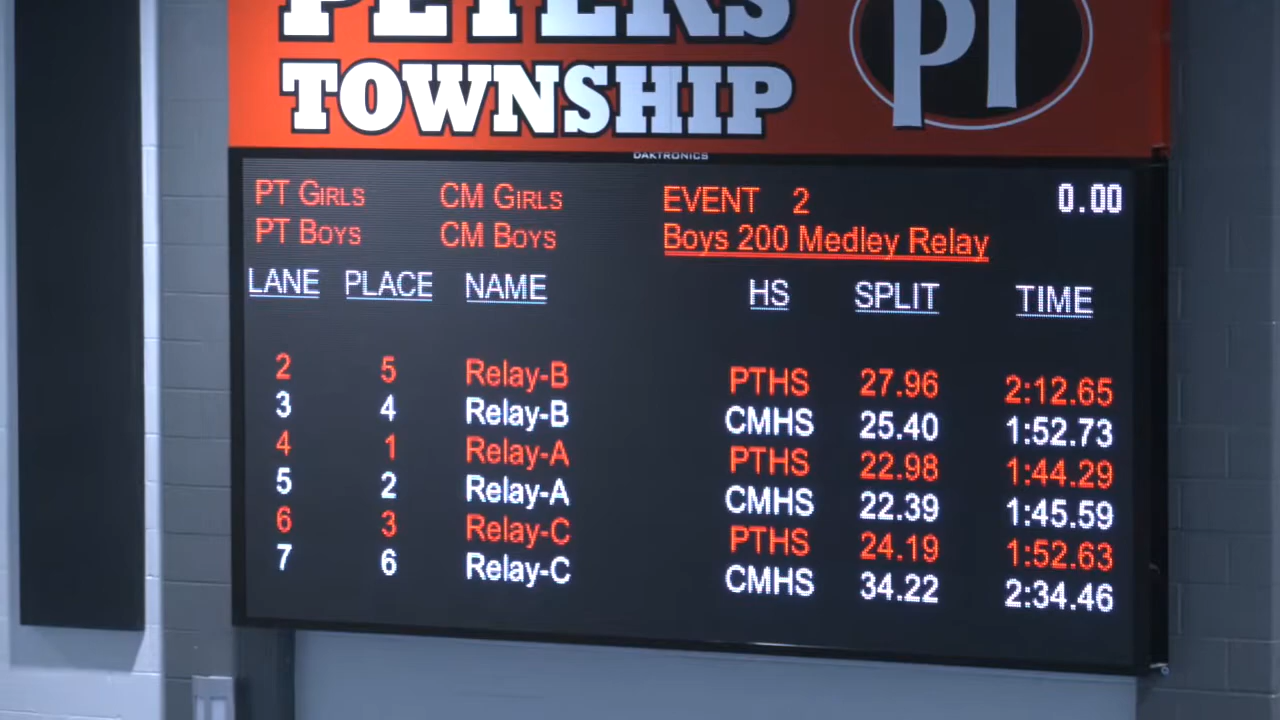 PETERS
TOWNSHIP
PT
DAKTRONICS
PT GIRLS CM GIRLS EVENT 2 0.00
PT BOYS CM BOYS Boys 200 Medley Relay
LANE PLACE NAME HS SPLIT TIME
2 5 Relay-B PTHS 27.96 2:12.65
3 4 Relay-B CMHS 25.40 1:52.73
4 1 Relay-A PTHS 22.98 1:44.29
5 2 Relay-A CMHS 22.39 1:45.59
6 3 Relay-C PTHS 24.19 1:52.63
7 6 Relay-C CMHS 34.22 2:34.46